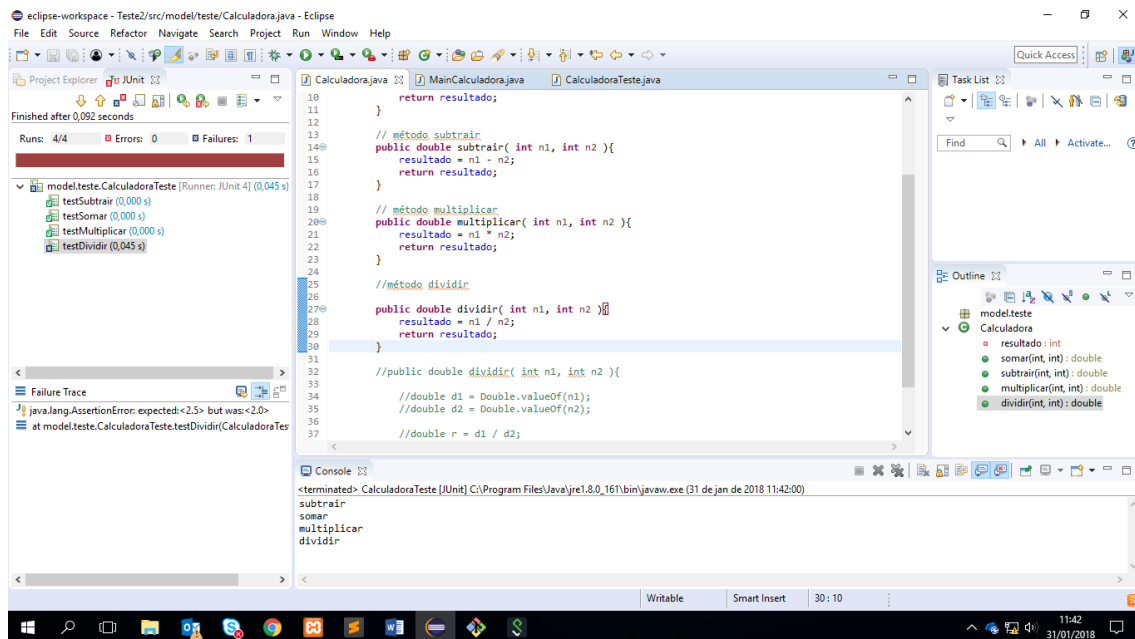 eclipse-workspace - Teste2/src/model/teste/Calculadora.java - Eclipse
File Edit Source Refactor Navigate Search Project Run Window Help
Quick Access
Project Explorer JUnit
Finished after 0,092 seconds
Runs: 4/4 Errors: 0 Failures: 1
model.teste.CalculadoraTeste [Runner: JUnit 4] (0,045 s)
testSubtrair (0,000 s)
testSomar (0,000 s)
testMultiplicar (0,000 s)
testDividir (0,045 s)
Failure Trace
java.lang.AssertionError: expected:<2.5> but was:<2.0>
at model.teste.CalculadoraTeste.testDividir(CalculadoraTes
Calculadora.java MainCalculadora.java CalculadoraTeste.java
10 return resultado;
11 }
12
13 // método subtrair
14 public double subtrair( int n1, int n2 ){
15 resultado = n1 - n2;
16 return resultado;
17 }
18
19 // método multiplicar
20 public double multiplicar( int n1, int n2 ){
21 resultado = n1 * n2;
22 return resultado;
23 }
24
25 //método dividir
26
27 public double dividir( int n1, int n2 ){
28 resultado = n1 / n2;
29 return resultado;
30 }
31
32 //public double dividir( int n1, int n2 ){
33
34 //double d1 = Double.valueOf(n1);
35 //double d2 = Double.valueOf(n2);
36
37 //double r = d1 / d2;
Task List
Find All Activate...
Outline
model.teste
Calculadora
resultado : int
somar(int, int) : double
subtrair(int, int) : double
multiplicar(int, int) : double
dividir(int, int) : double
Console
<terminated> CalculadoraTeste [JUnit] C:\Program Files\Java\jre1.8.0_161\bin\javaw.exe (31 de jan de 2018 11:42:00)
subtrair
somar
multiplicar
dividir
Writable Smart Insert 30 : 10
11:42
31/01/2018